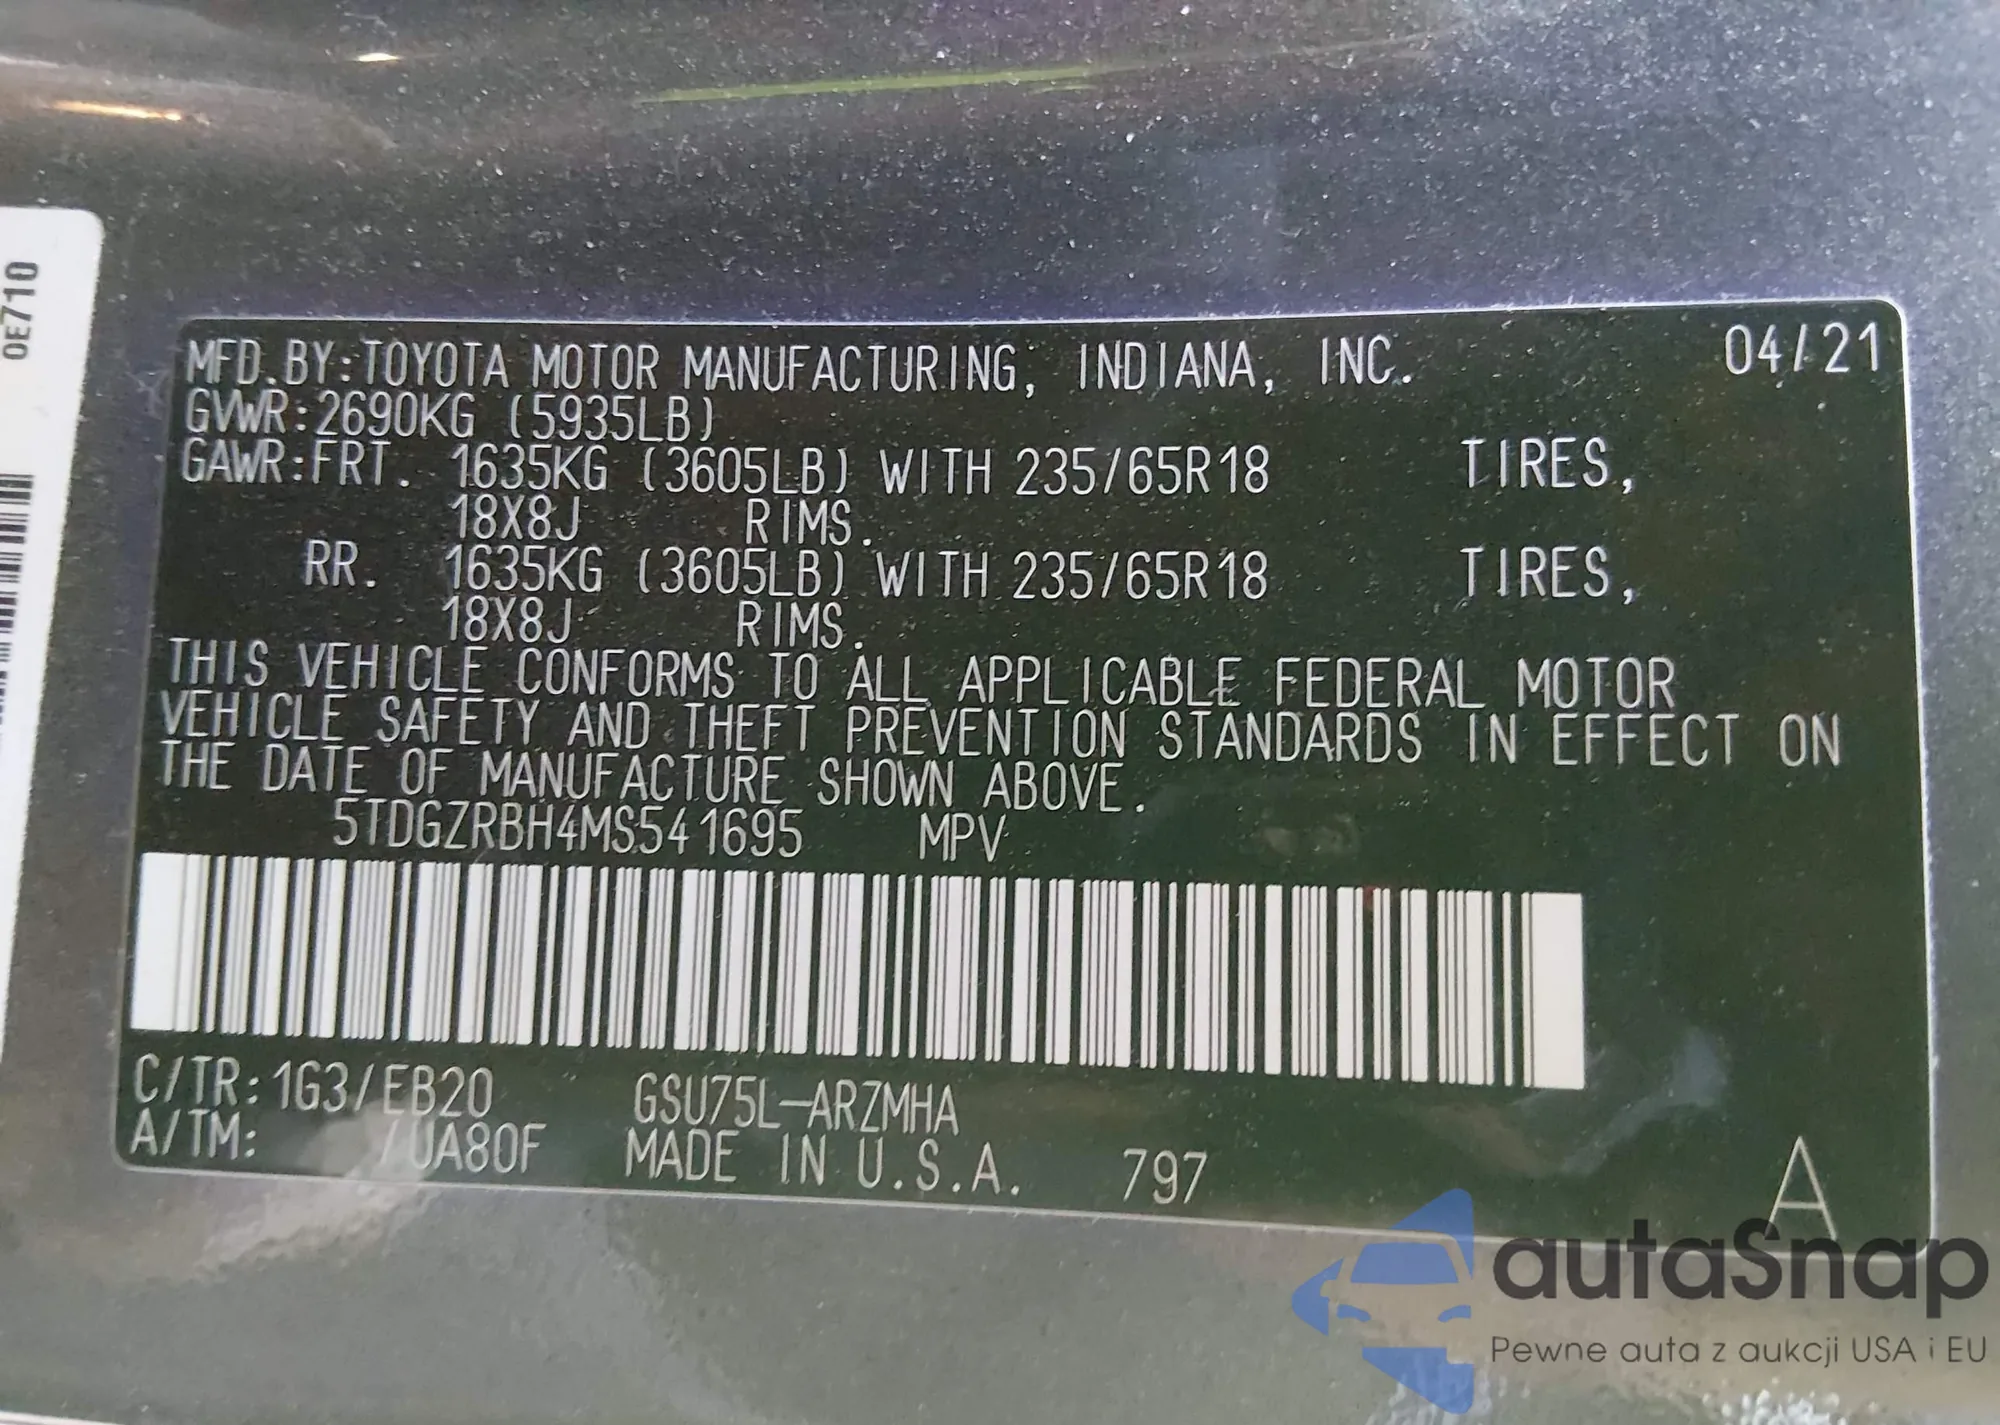 OE710
MFD.BY:TOYOTA MOTOR MANUFACTURING, INDIANA, INC. 04/21
GVWR:2690KG (5935LB)
GAWR:FRT. 1635KG (3605LB) WITH 235/65R18 TIRES,
18X8J RIMS.
RR. 1635KG (3605LB) WITH 235/65R18 TIRES,
18X8J RIMS.
THIS VEHICLE CONFORMS TO ALL APPLICABLE FEDERAL MOTOR
VEHICLE SAFETY AND THEFT PREVENTION STANDARDS IN EFFECT ON
THE DATE OF MANUFACTURE SHOWN ABOVE.
5TDGZRBH4MS541695 MPV
C/TR:1G3/EB20 GSU75L-ARZMHA
A/TM: /UA80F MADE IN U.S.A. 797 A
autaSnap
Pewne auta z aukcji USA i EU